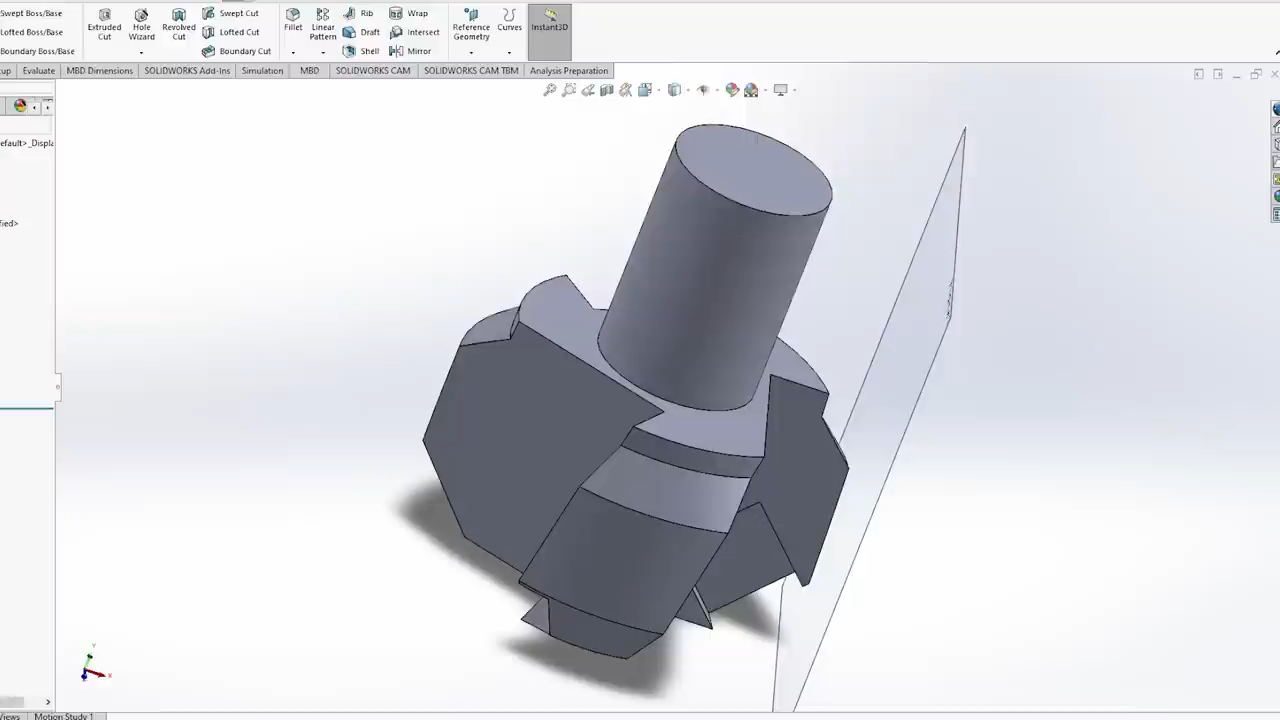 Swept Boss/Base
Lofted Boss/Base
Boundary Boss/Base
Extruded Cut
Hole Wizard
Revolved Cut
Swept Cut
Lofted Cut
Boundary Cut
Fillet
Linear Pattern
Rib
Draft
Shell
Wrap
Intersect
Mirror
Reference Geometry
Curves
Instant3D
up Evaluate MBD Dimensions SOLIDWORKS Add-Ins Simulation MBD SOLIDWORKS CAM SOLIDWORKS CAM TBM Analysis Preparation
efault>_Displa
fied>
Y
x
Views Motion Study 1